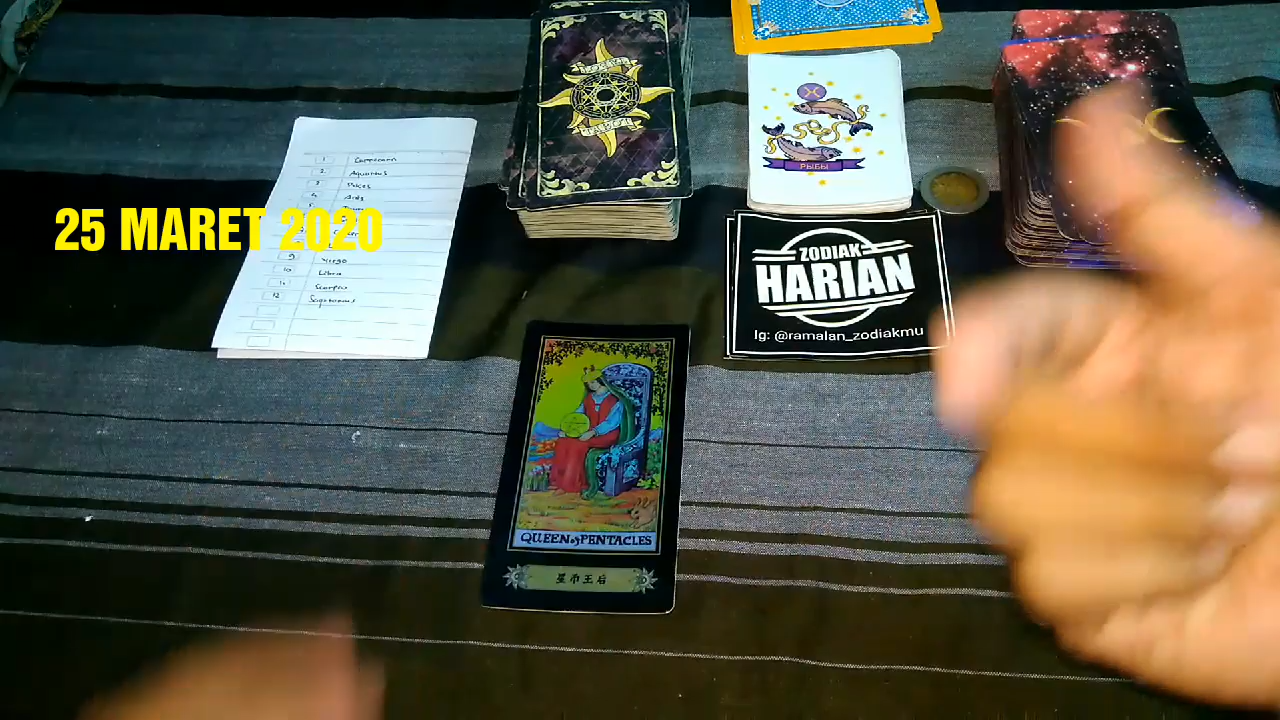 1 Capricorn
2. Aquarius
3 Pisces
Aries
25 MARET 2020
9 Virgo
10 Libra
11 Scorpio
12 Sagitarius
TAROT
РЫБЫ
ZODIAK
HARIAN
Ig: @ramalan_zodiakmu
QUEEN of PENTACLES
星币王后